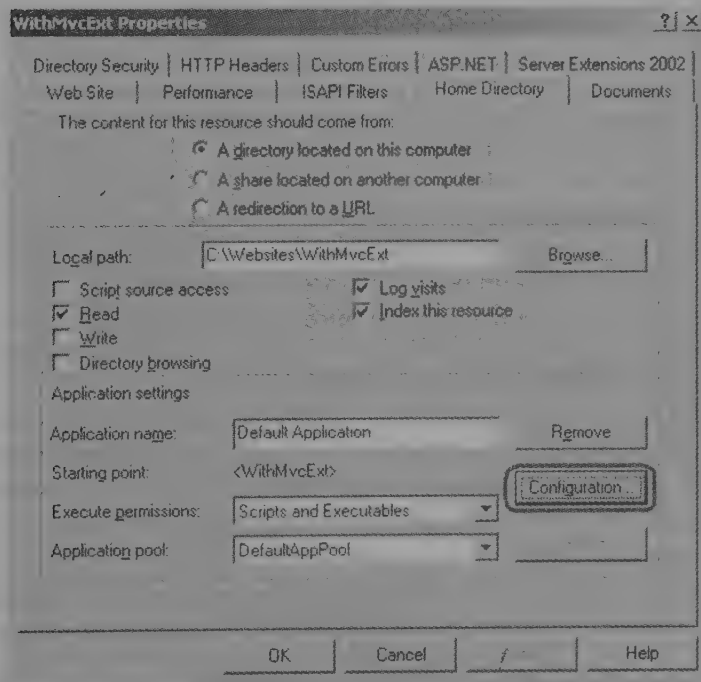 WithMvcExt Properties ? ×
Directory Security | HTTP Headers | Custom Errors | ASP.NET | Server Extensions 2002
Web Site | Performance | ISAPI Filters | Home Directory | Documents
The content for this resource should come from:
A directory located on this computer
A share located on another computer
A redirection to a URL
Local path: C:\Websites\WithMvcExt Browse...
Script source access Log visits
Read Index this resource
Write
Directory browsing
Application settings
Application name: Default Application Remove
Starting point: <WithMvcExt> Configuration...
Execute permissions: Scripts and Executables
Application pool: DefaultAppPool
OK Cancel Help